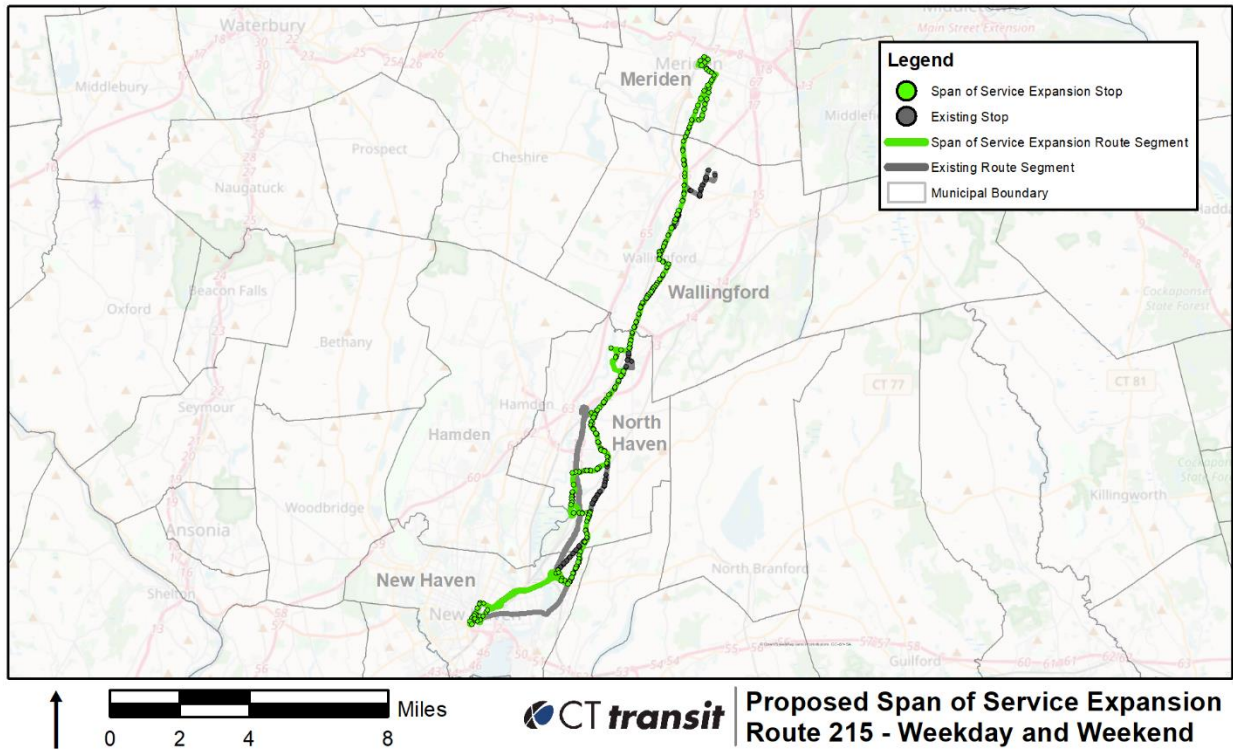 Waterbury
Middlebury
Prospect
Cheshire
Naugatuck
Meriden
Meriden
Main Street Extension
Legend
Span of Service Expansion Stop
Existing Stop
Span of Service Expansion Route Segment
Existing Route Segment
Municipal Boundary
Wallingford
Wallingford
Beacon Falls
Oxford
Bethany
Seymour
Hamden
Hamden
North
Haven
CT 77
CT 81
Cockaponset
State Forest
Woodbridge
Ansonia
Killingworth
New Haven
North Branford
Shelton
Guilford
Miles
0 2 4 8
CT transit
Proposed Span of Service Expansion
Route 215 - Weekday and Weekend